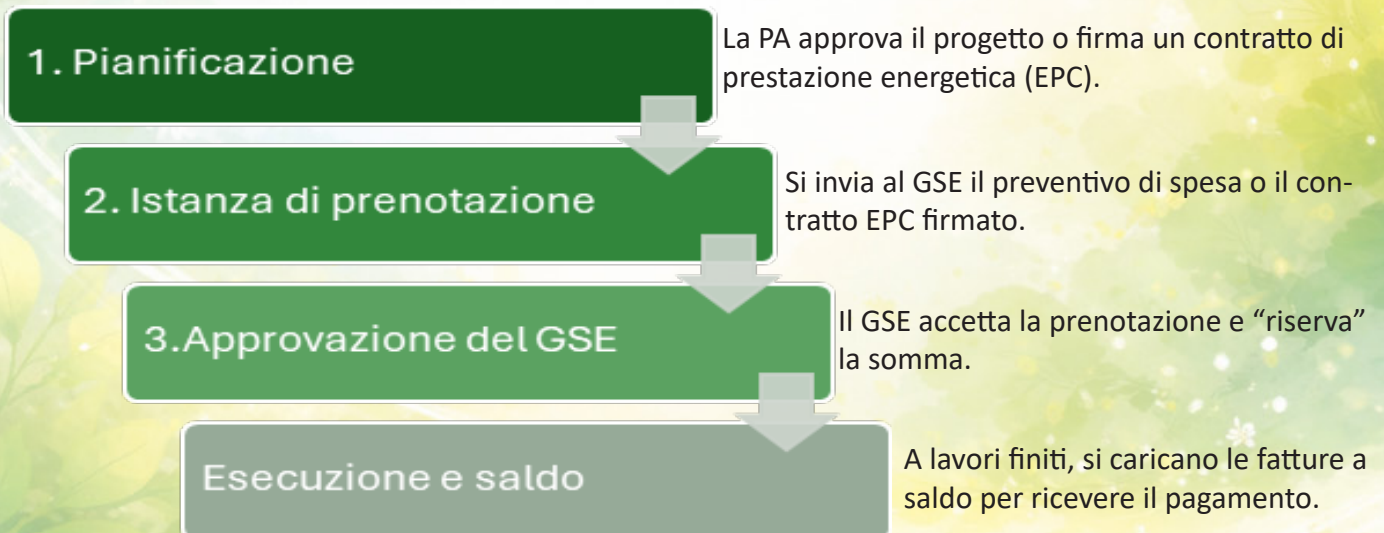 1. Pianificazione
La PA approva il progetto o firma un contratto di
prestazione energetica (EPC).
2. Istanza di prenotazione
Si invia al GSE il preventivo di spesa o il con-
tratto EPC firmato.
3.Approvazione del GSE
Il GSE accetta la prenotazione e “riserva”
la somma.
Esecuzione e saldo
A lavori finiti, si caricano le fatture a
saldo per ricevere il pagamento.